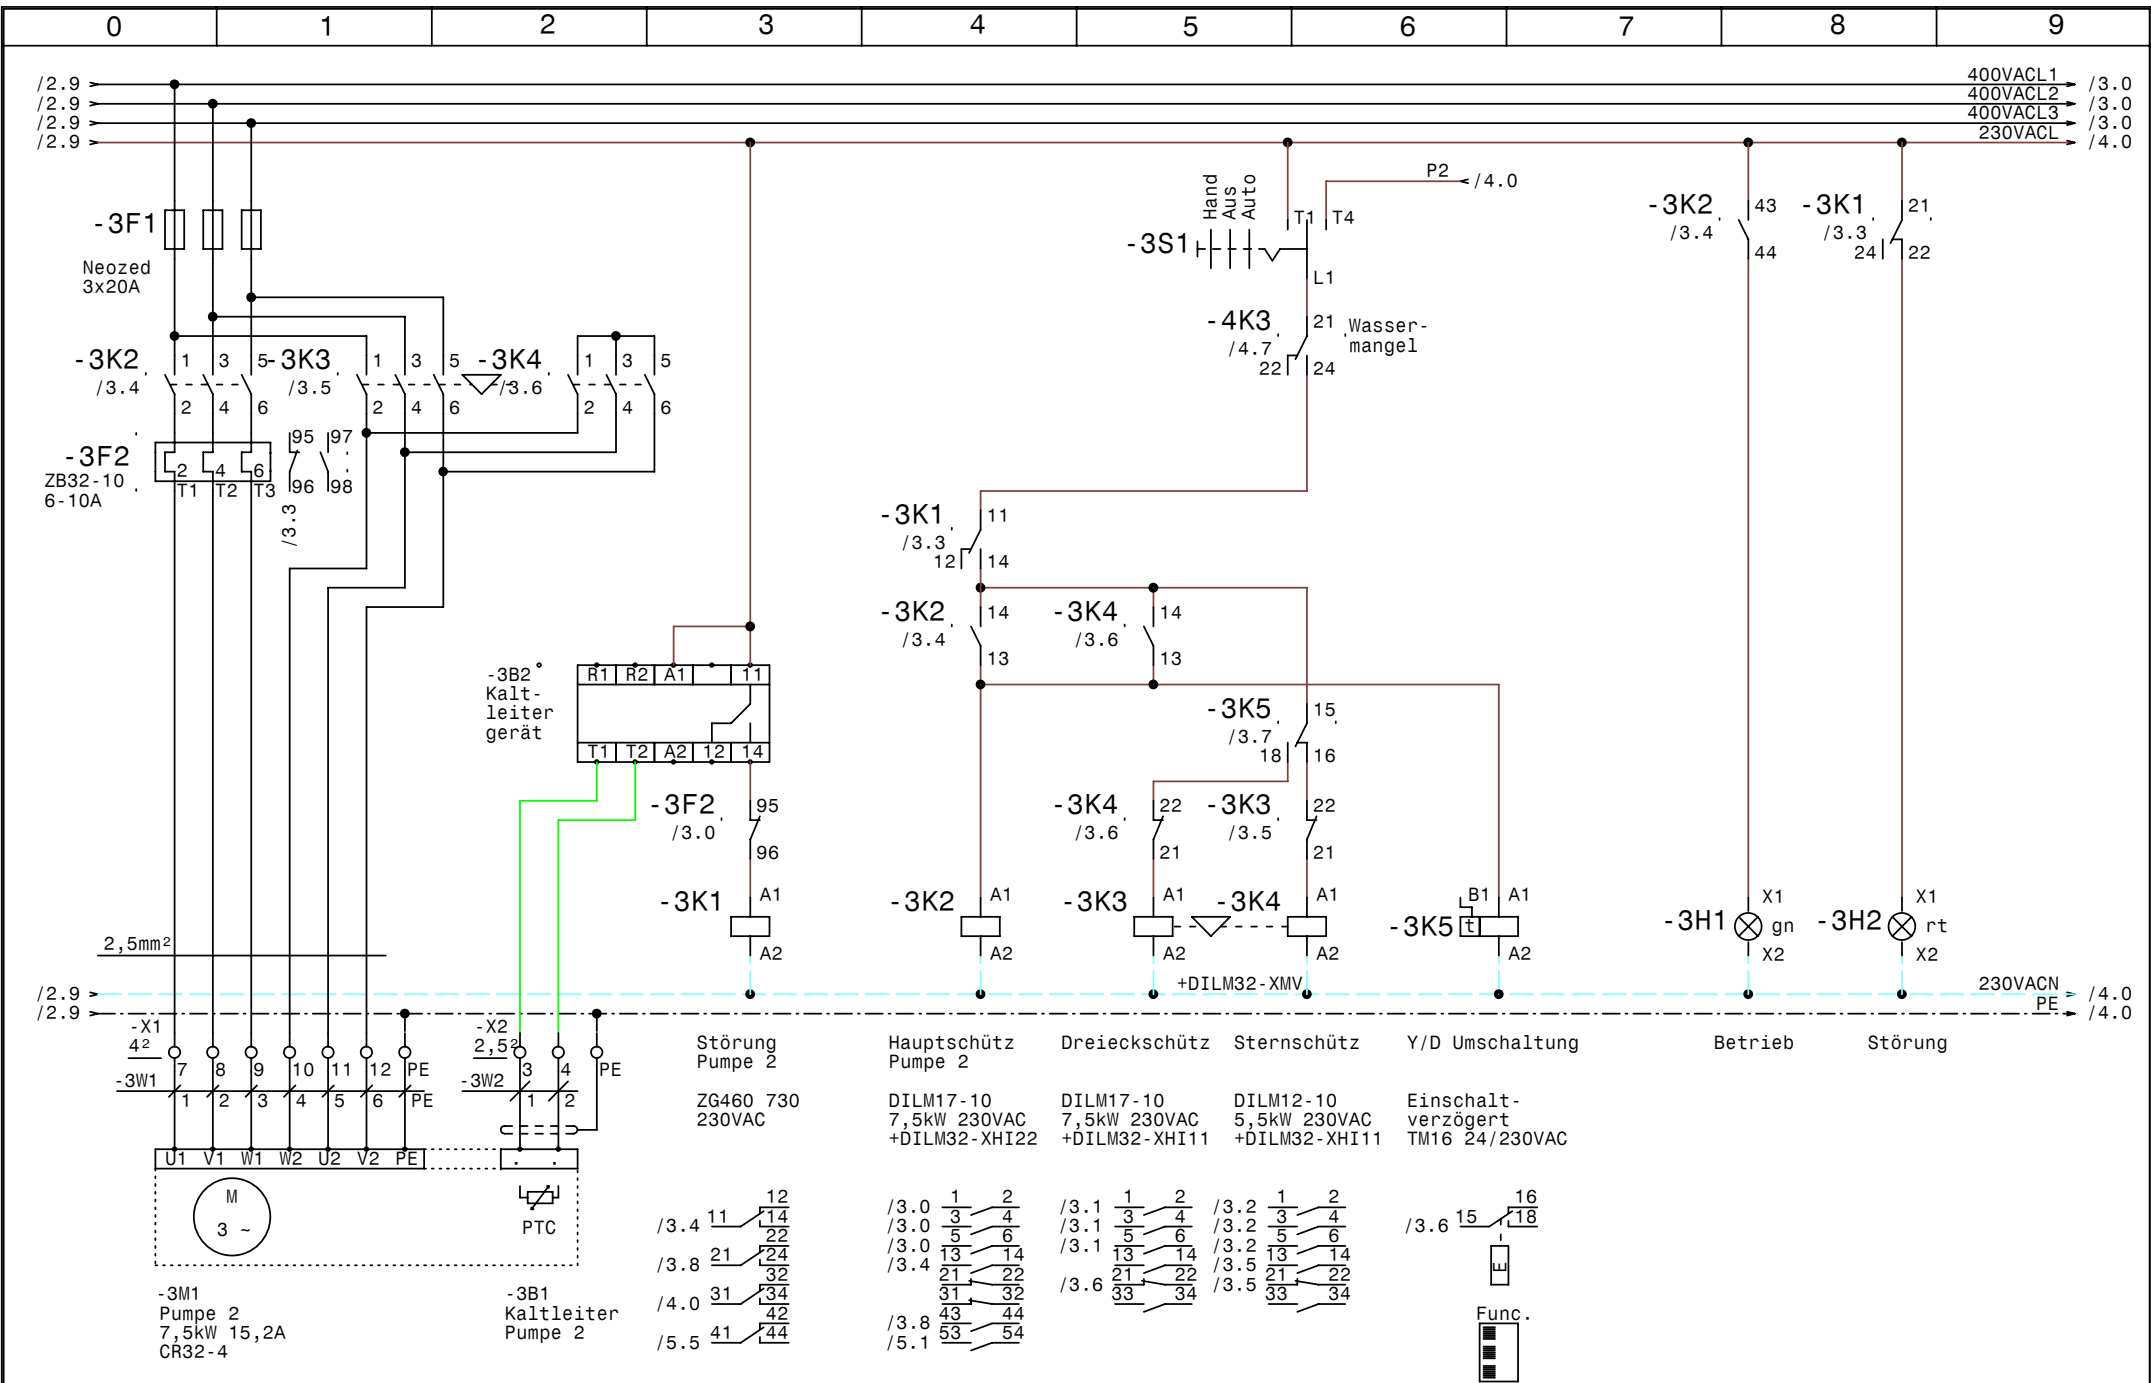 0 1 2 3 4 5 6 7 8 9
/2.9 400VACL1 /3.0
/2.9 400VACL2 /3.0
/2.9 400VACL3 /3.0
/2.9 230VACL /4.0
P2 /4.0
Hand
Aus
Auto
T1 T4
-3S1
L1
-3F1
Neozed
3x20A
-3K2 43
/3.4
44
-3K1 21
/3.3
24 22
-4K3 21 Wasser-
/4.7 mangel
22 24
-3K2 1 3 5 -3K3 1 3 5 -3K4 1 3 5
/3.4 /3.5 /3.6
2 4 6 2 4 6 2 4 6
-3F2 95 97
ZB32-10 2 4 6
6-10A T1 T2 T3 96 98
/3.3
-3K1 11
/3.3
12 14
-3K2 14 -3K4 14
/3.4 /3.6
13 13
-3B2 R1 R2 A1 11
Kalt-
leiter
gerät
T1 T2 A2 12 14
-3K5 15
/3.7
18 16
-3F2 95 -3K4 22 -3K3 22
/3.0 /3.6 /3.5
96 21 21
-3K1 A1 -3K2 A1 -3K3 A1 -3K4 A1 B1 A1 X1 X1
-3K5 t -3H1 gn -3H2 rt
A2 A2 A2 A2 A2 X2 X2
2,5mm²
+DILM32-XMV
/2.9 230VACN /4.0
/2.9 PE /4.0
-X1 -X2
4² 2,5²
7 8 9 10 11 12 PE 3 4 PE
-3W1 -3W2
1 2 3 4 5 6 PE 1 2
U1 V1 W1 W2 U2 V2 PE . .
M
3 ~
PTC
-3M1
Pumpe 2
7,5kW 15,2A
CR32-4
-3B1
Kaltleiter
Pumpe 2
Störung
Pumpe 2
ZG460 730
230VAC
Hauptschütz
Pumpe 2
DILM17-10
7,5kW 230VAC
+DILM32-XHI22
Dreieckschütz
DILM17-10
7,5kW 230VAC
+DILM32-XHI11
Sternschütz
DILM12-10
5,5kW 230VAC
+DILM32-XHI11
Y/D Umschaltung
Einschalt-
verzögert
TM16 24/230VAC
Betrieb
Störung
12
/3.4 11 14
22
/3.8 21 24
32
/4.0 31 34
42
/5.5 41 44
/3.0 1 2
/3.0 3 4
/3.0 5 6
/3.4 13 14
21 22
31 32
/3.8 43 44
/5.1 53 54
/3.1 1 2
/3.1 3 4
/3.1 5 6
13 14
/3.6 21 22
33 34
/3.2 1 2
/3.2 3 4
/3.2 5 6
/3.5 13 14
/3.5 21 22
33 34
16
/3.6 15 18
E
Func.